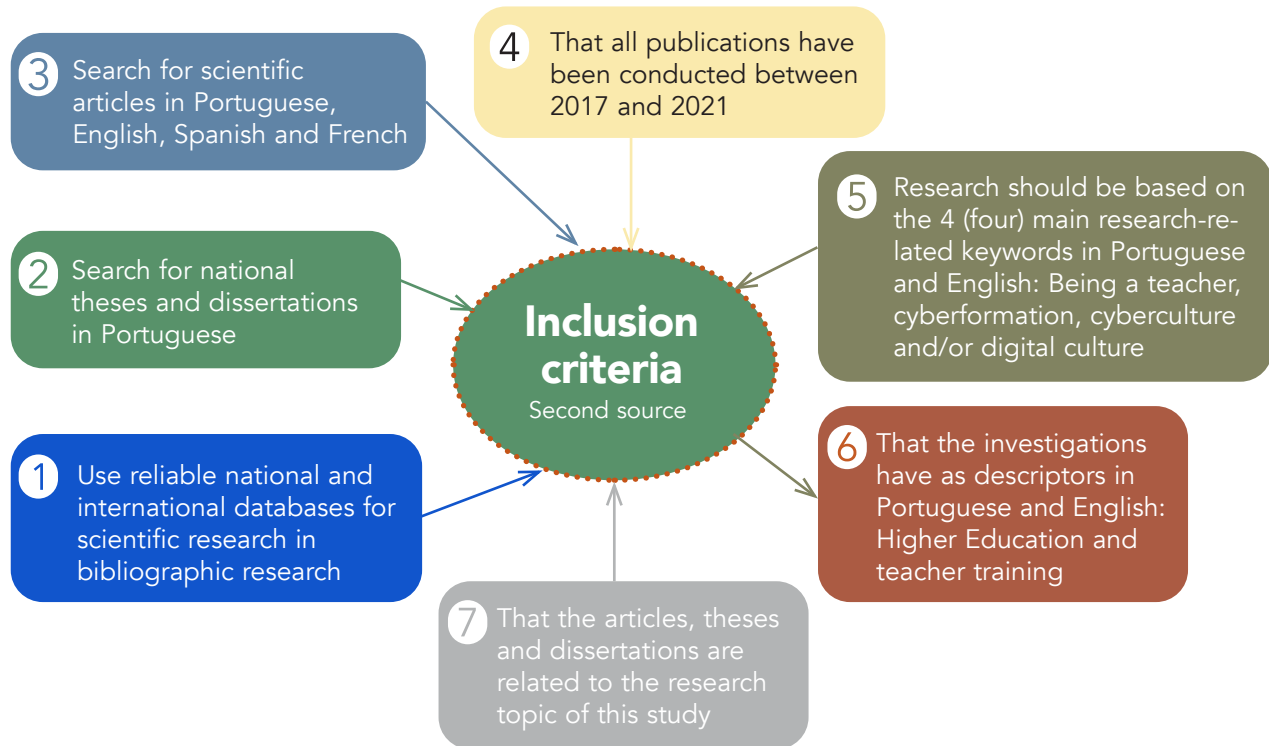 3
Search for scientific
articles in Portuguese,
English, Spanish and French
4
That all publications have
been conducted between
2017 and 2021
2
Search for national
theses and dissertations
in Portuguese
Inclusion
criteria
Second source
5
Research should be based on
the 4 (four) main research-re-
lated keywords in Portuguese
and English: Being a teacher,
cyberformation, cyberculture
and/or digital culture
1
Use reliable national and
international databases for
scientific research in
bibliographic research
6
That the investigations
have as descriptors in
Portuguese and English:
Higher Education and
teacher training
7
That the articles, theses
and dissertations are
related to the research
topic of this study